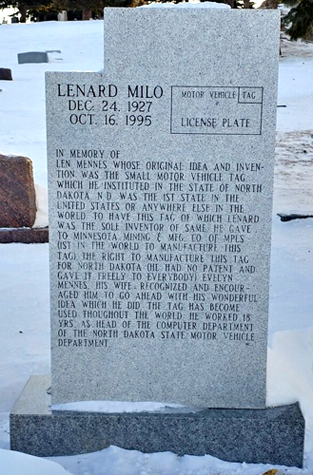 LENARD MILO
DEC. 24. 1927
OCT. 16. 1995
MOTOR VEHICLE TAG
LICENSE PLATE
IN MEMORY OF
LEN MENNES WHOSE ORIGINAL IDEA AND INVEN-
TION WAS THE SMALL MOTOR VEHICLE TAG
WHICH HE INSTITUTED IN THE STATE OF NORTH
DAKOTA. N.D. WAS THE 1ST STATE IN THE
UNITED STATES OR ANYWHERE ELSE IN THE
WORLD TO HAVE THIS TAG OF WHICH LENARD
WAS THE SOLE INVENTOR OF SAME. HE GAVE
TO MINNESOTA MINING & MFG. CO. OF MPLS
(1ST IN THE WORLD TO MANUFACTURE THIS
TAG) THE RIGHT TO MANUFACTURE THIS TAG
FOR NORTH DAKOTA (HE HAD NO PATENT AND
GAVE IT FREELY TO EVERYBODY) EVELYN
MENNES, HIS WIFE, RECOGNIZED AND ENCOUR-
AGED HIM TO GO AHEAD WITH HIS WONDERFUL
IDEA WHICH HE DID. THE TAG HAS BECOME
USED THOUGHOUT THE WORLD. HE WORKED 18
YRS. AS HEAD OF THE COMPUTER DEPARTMENT
OF THE NORTH DAKOTA STATE MOTOR VEHICLE
DEPARTMENT.